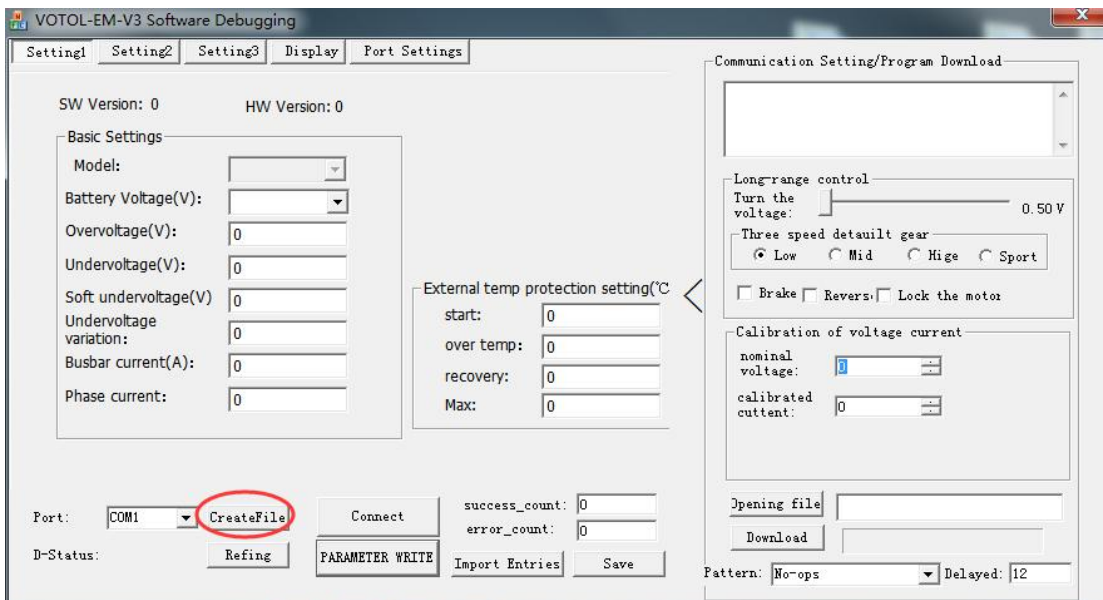 VOTOL-EM-V3 Software Debugging
X
Setting1 Setting2 Setting3 Display Port Settings
SW Version: 0 HW Version: 0
Basic Settings
Model:
Battery Voltage(V):
Overvoltage(V): 0
Undervoltage(V): 0
Soft undervoltage(V) 0
Undervoltage
variation: 0
Busbar current(A): 0
Phase current: 0
External temp protection setting(℃
start: 0
over temp: 0
recovery: 0
Max: 0
Port: COM1 CreateFile Connect
success_count: 0
error_count: 0
D-Status: Refing PARAMETER WRITE Import Entries Save
Communication Setting/Program Download
Long-range control
Turn the
voltage: 0.50 V
Three speed detauilt gear
Low Mid Hige Sport
Brake Revers Lock the motor
Calibration of voltage current
nominal
voltage: 0
calibrated
cuttent: 0
Opening file
Download
Pattern: No-ops Delayed: 12